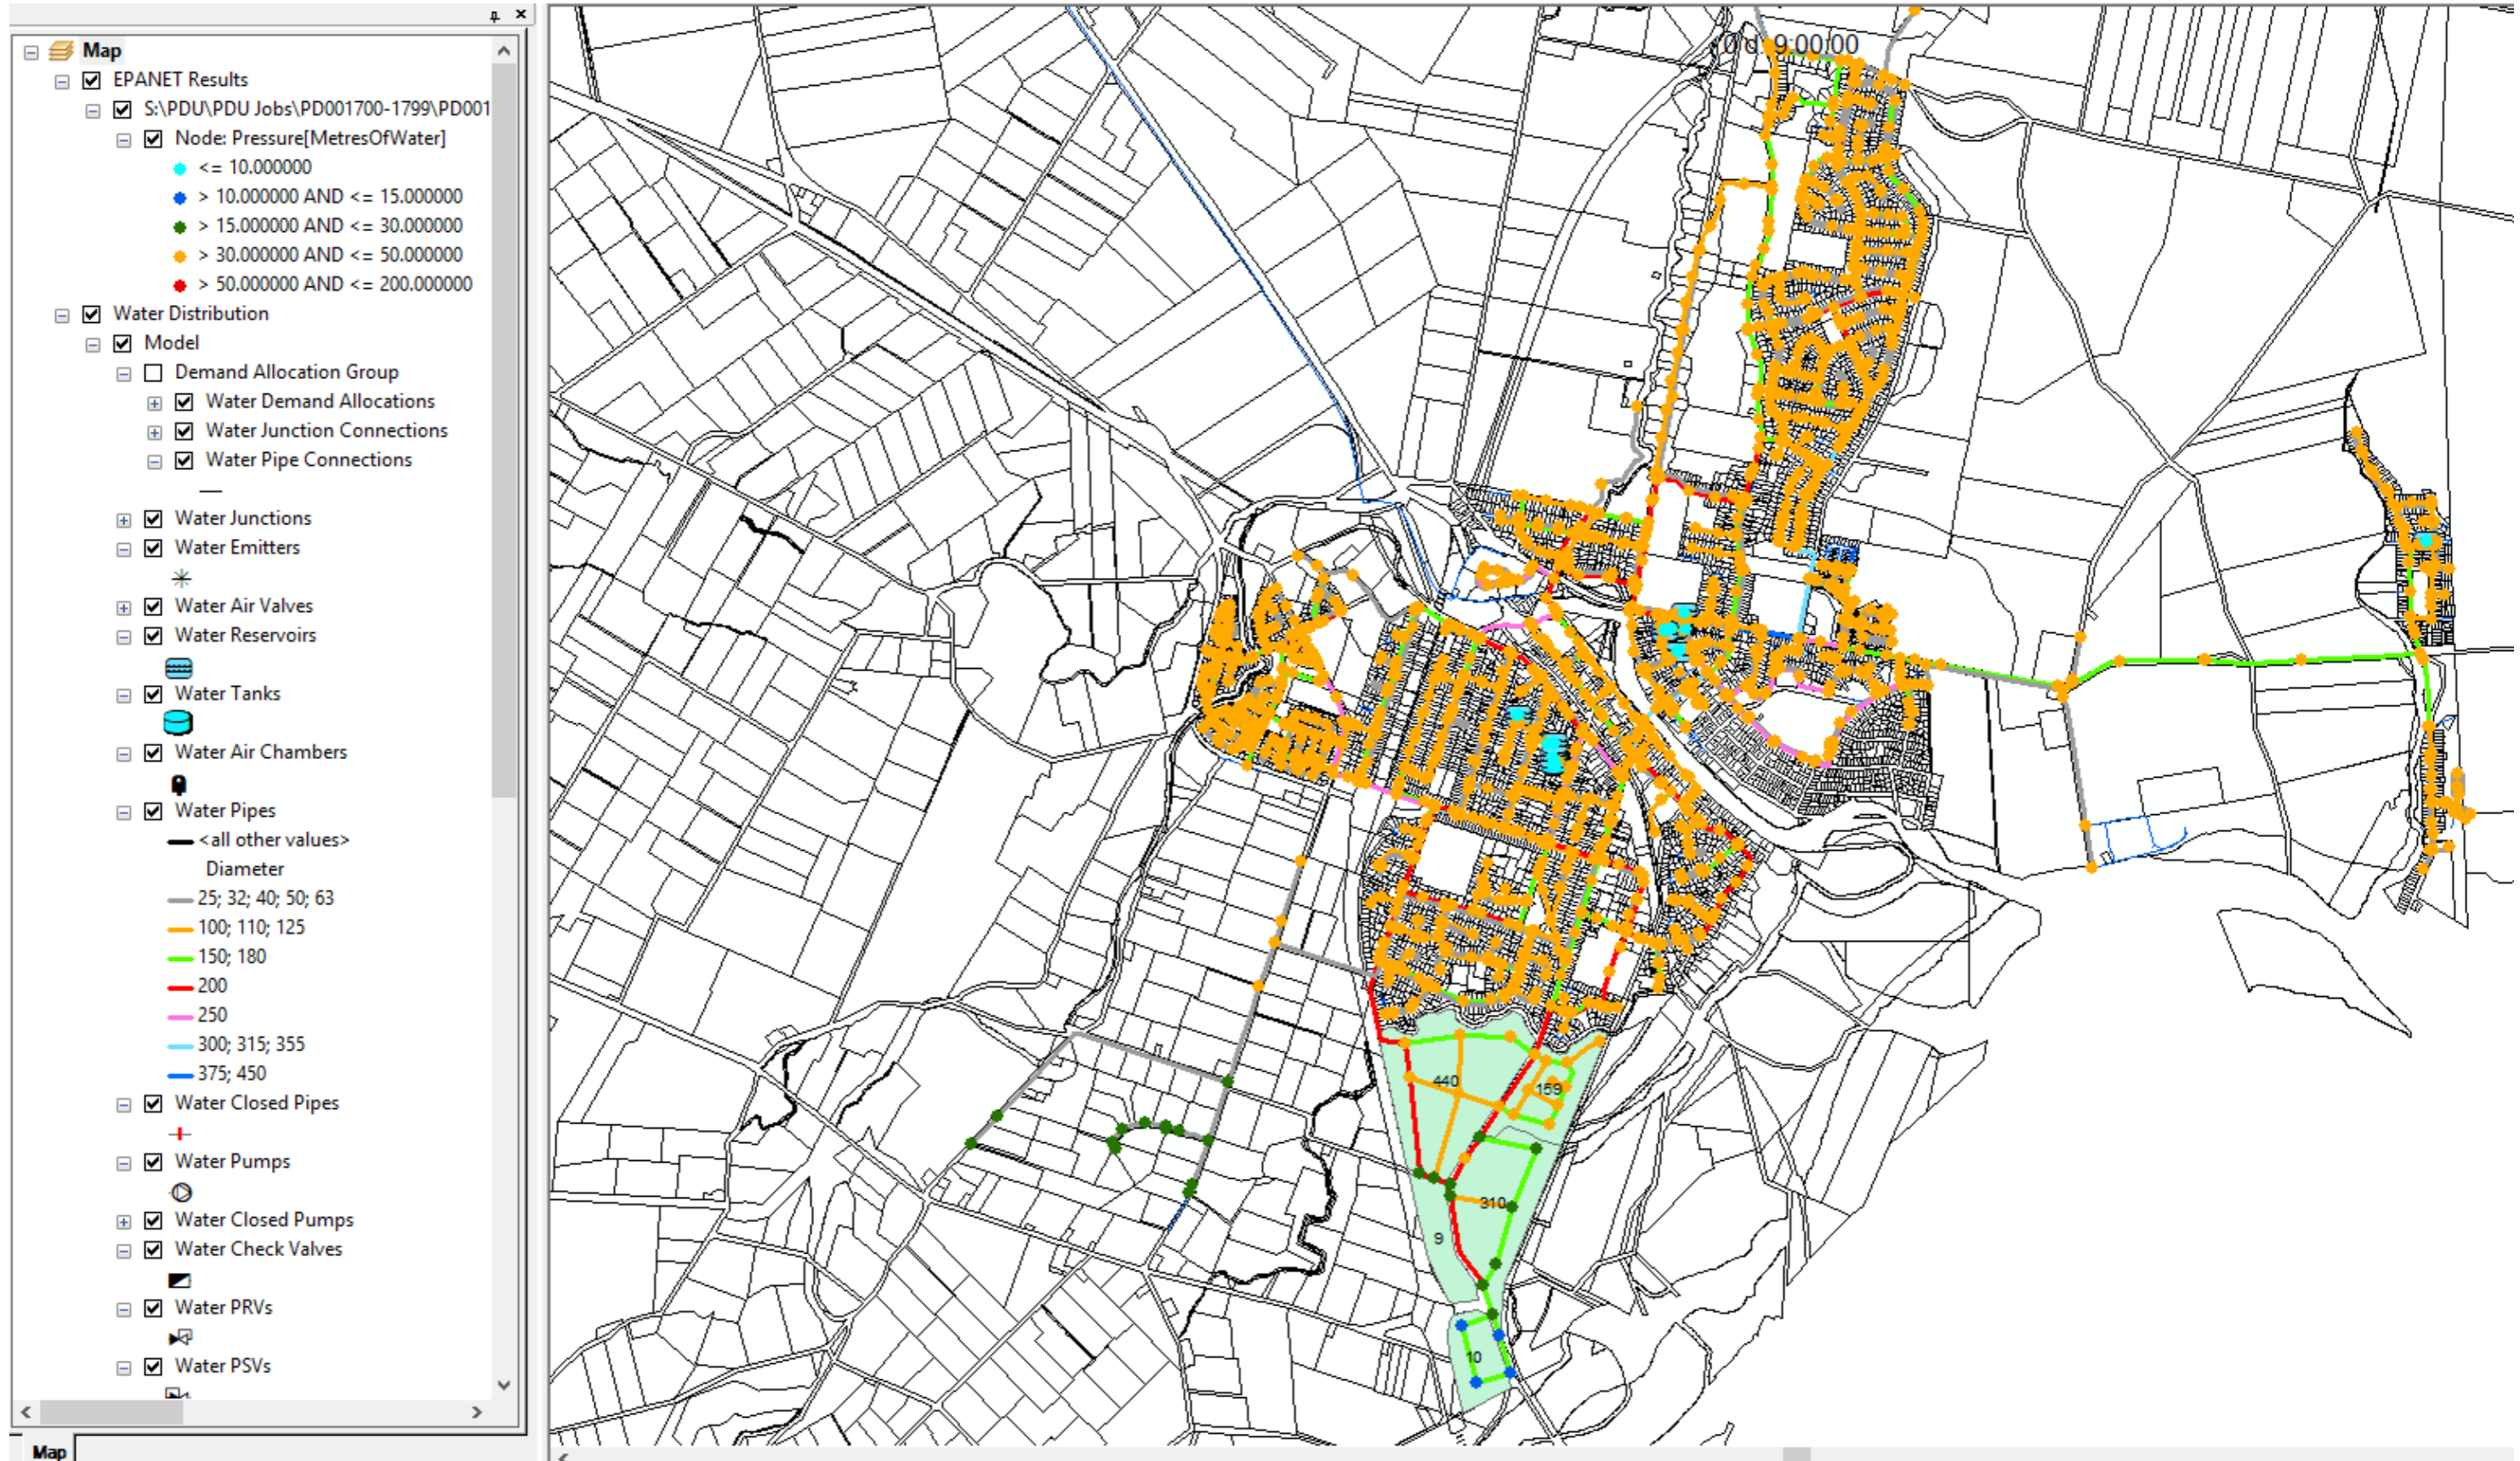 Map
EPANET Results
S:\PDU\PDU Jobs\PD001700-1799\PD001
Node: Pressure[MetresOfWater]
<= 10.000000
> 10.000000 AND <= 15.000000
> 15.000000 AND <= 30.000000
> 30.000000 AND <= 50.000000
> 50.000000 AND <= 200.000000
Water Distribution
Model
Demand Allocation Group
Water Demand Allocations
Water Junction Connections
Water Pipe Connections
Water Junctions
Water Emitters
Water Air Valves
Water Reservoirs
Water Tanks
Water Air Chambers
Water Pipes
<all other values>
Diameter
25; 32; 40; 50; 63
100; 110; 125
150; 180
200
250
300; 315; 355
375; 450
Water Closed Pipes
Water Pumps
Water Closed Pumps
Water Check Valves
Water PRVs
Water PSVs
Map
0 d. 9:00:00
440
159
310
9
10